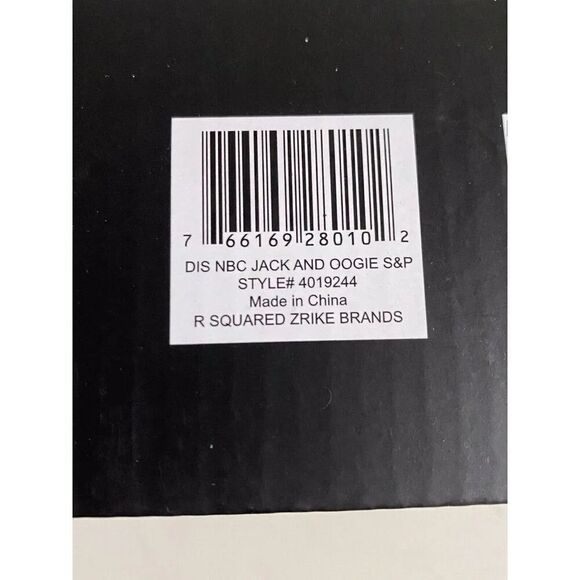 7 66169 28010 2
DIS NBC JACK AND OOGIE S&P
STYLE# 4019244
Made in China
R SQUARED ZRIKE BRANDS